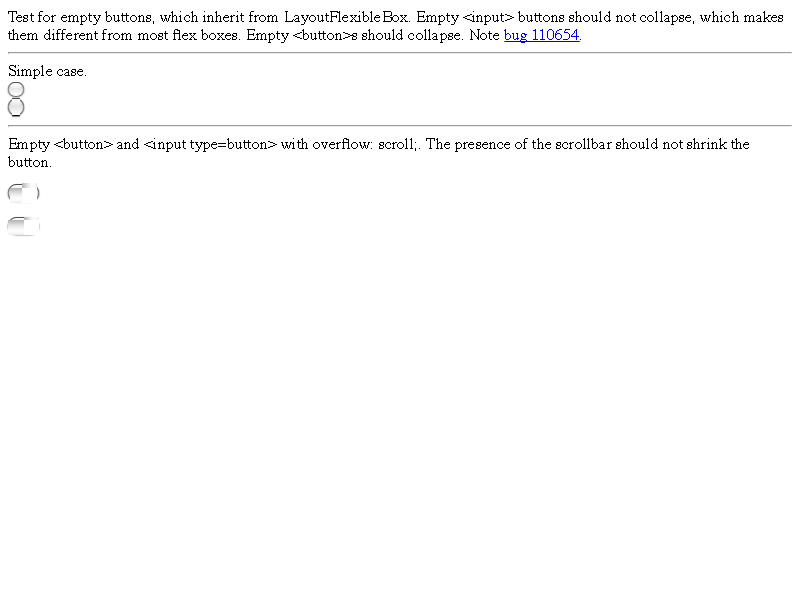 Test for empty buttons, which inherit from LayoutFlexibleBox. Empty <input> buttons should not collapse, which makes
them different from most flex boxes. Empty <button>s should collapse. Note bug 110654.
Simple case.
Empty <button> and <input type=button> with overflow: scroll;. The presence of the scrollbar should not shrink the
button.